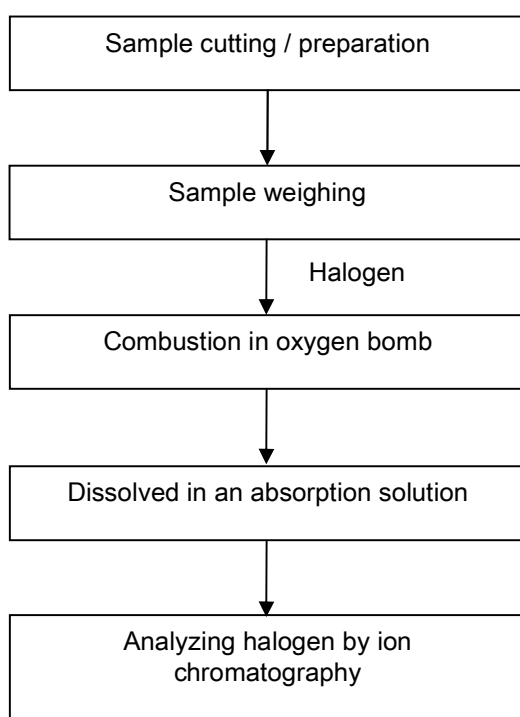 Sample cutting / preparation
Sample weighing
Halogen
Combustion in oxygen bomb
Dissolved in an absorption solution
Analyzing halogen by ion
chromatography